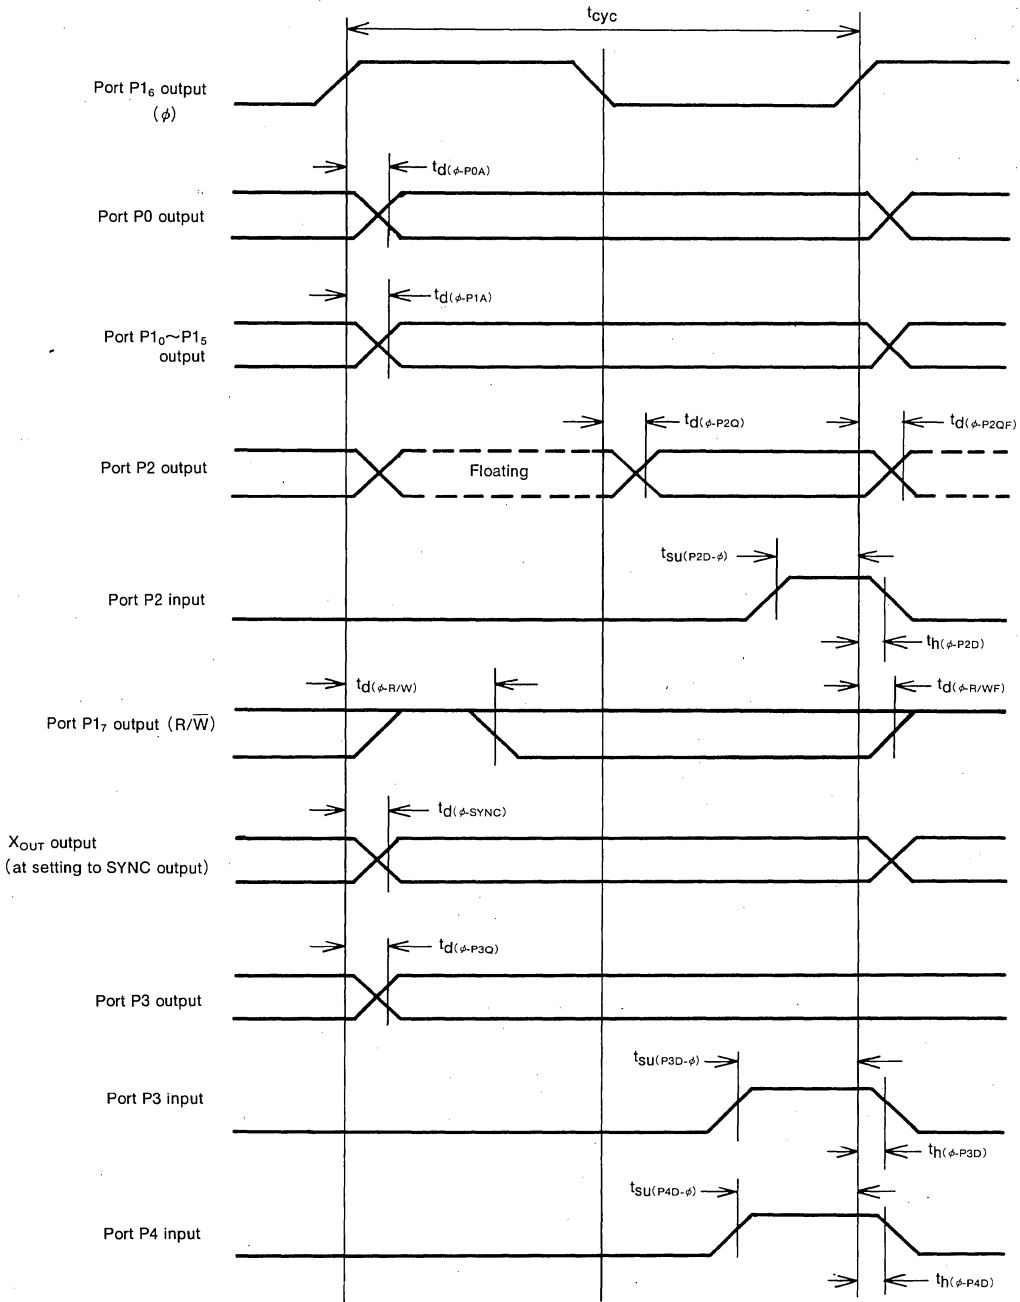 tcyc
Port P1₆ output
(ϕ)
td(ϕ-P0A)
Port P0 output
td(ϕ-P1A)
Port P1₀~P1₅
output
td(ϕ-P2Q)
td(ϕ-P2QF)
Port P2 output
Floating
tsu(P2D-ϕ)
Port P2 input
th(ϕ-P2D)
td(ϕ-R/W)
td(ϕ-R/WF)
Port P1₇ output (R/W̅)
td(ϕ-SYNC)
XOUT output
(at setting to SYNC output)
td(ϕ-P3Q)
Port P3 output
tsu(P3D-ϕ)
Port P3 input
th(ϕ-P3D)
tsu(P4D-ϕ)
Port P4 input
th(ϕ-P4D)